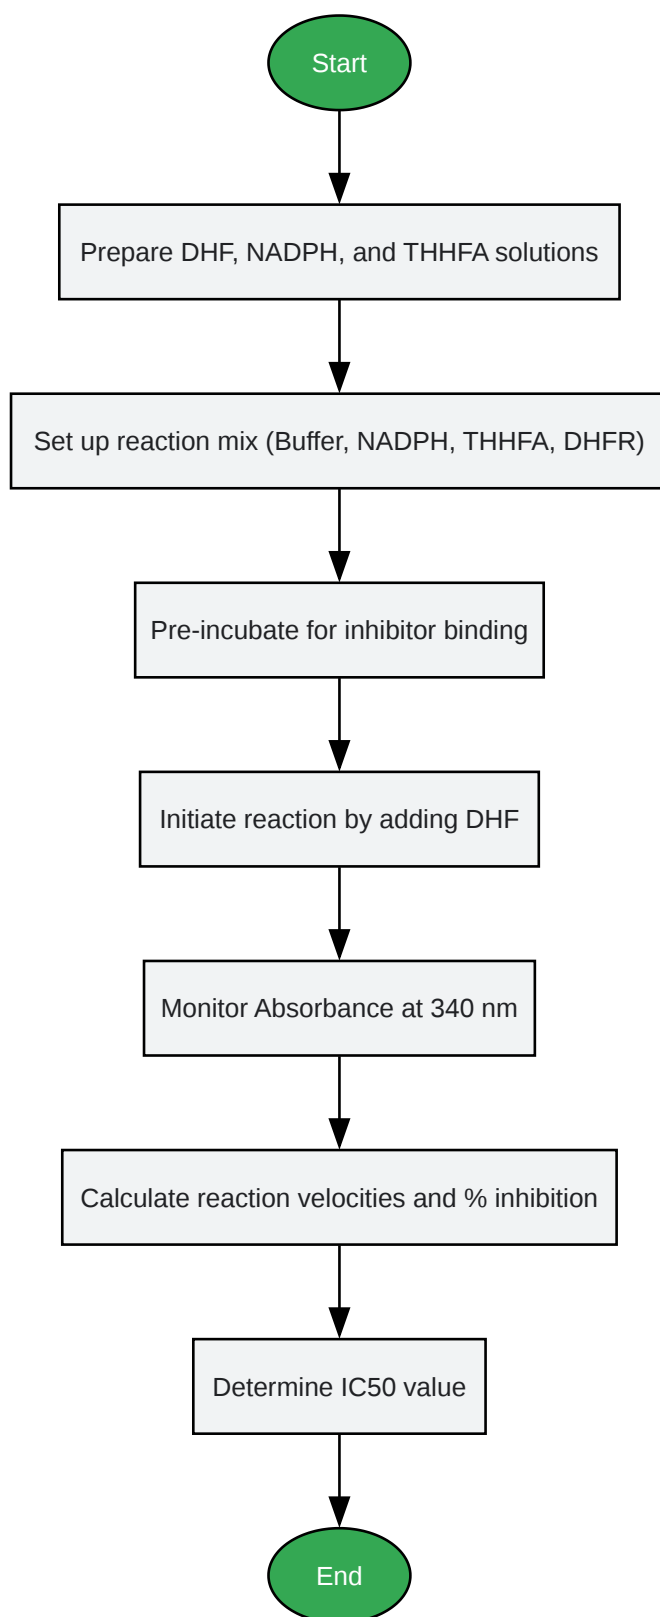 Start
Prepare DHF, NADPH, and THHFA solutions
Set up reaction mix (Buffer, NADPH, THHFA, DHFR)
Pre-incubate for inhibitor binding
Initiate reaction by adding DHF
Monitor Absorbance at 340 nm
Calculate reaction velocities and % inhibition
Determine IC50 value
End